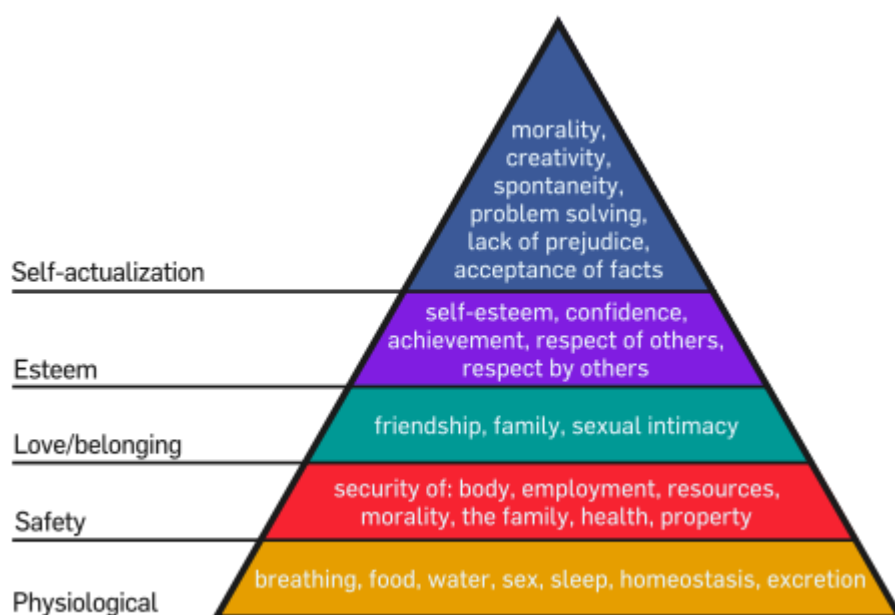 morality,
creativity,
spontaneity,
problem solving,
lack of prejudice,
acceptance of facts
Self-actualization
self-esteem, confidence,
achievement, respect of others,
respect by others
Esteem
friendship, family, sexual intimacy
Love/belonging
security of: body, employment, resources,
morality, the family, health, property
Safety
breathing, food, water, sex, sleep, homeostasis, excretion
Physiological